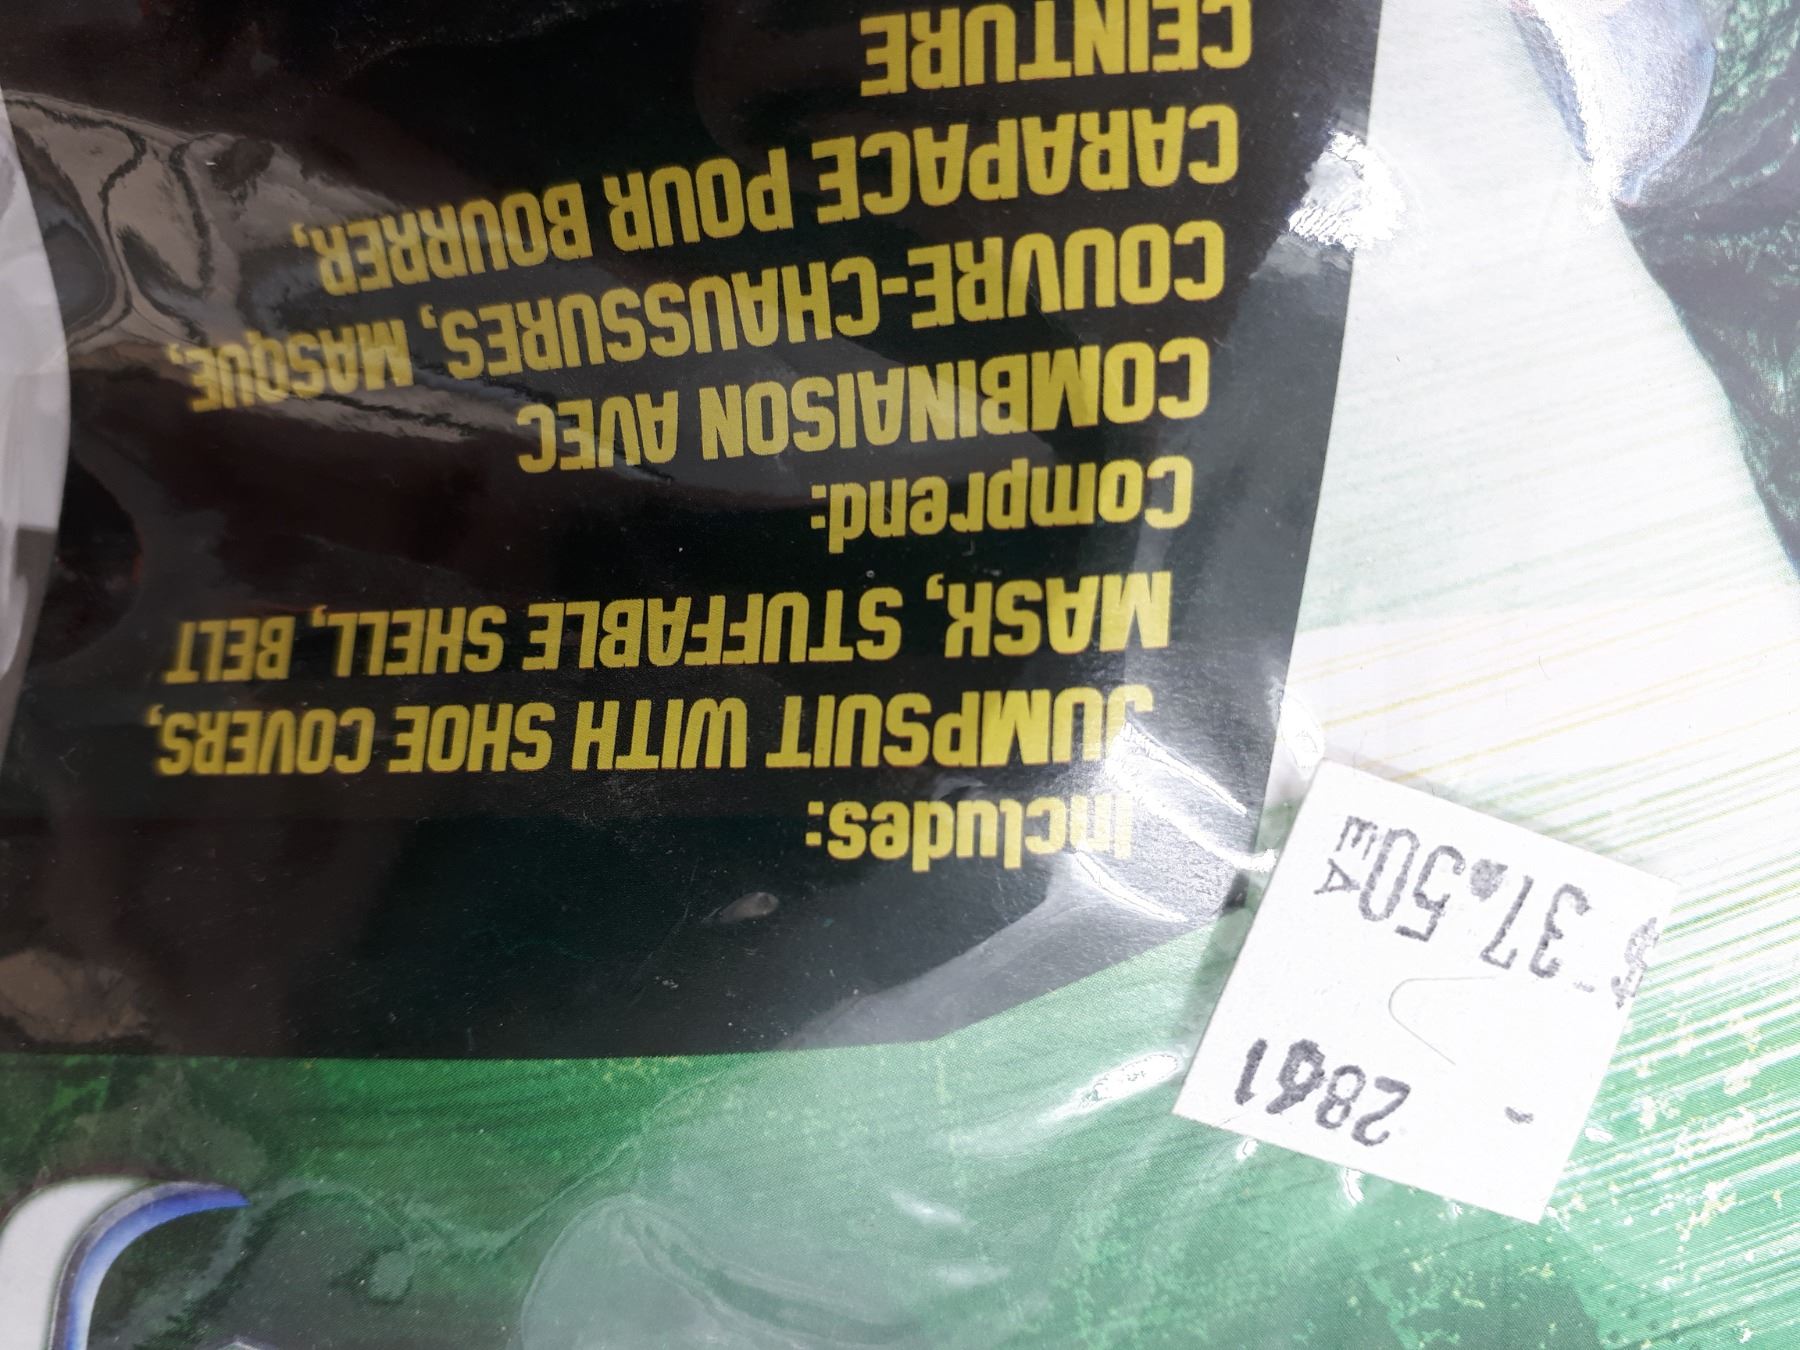 Includes:
JUMPSUIT WITH SHOE COVERS,
MASK, STUFFABLE SHELL, BELT
Comprend:
COMBINAISON AVEC
COUVRE-CHAUSSURES, MASQUE,
CARAPACE POUR BOURRER,
CEINTURE
$ 37.50
EA